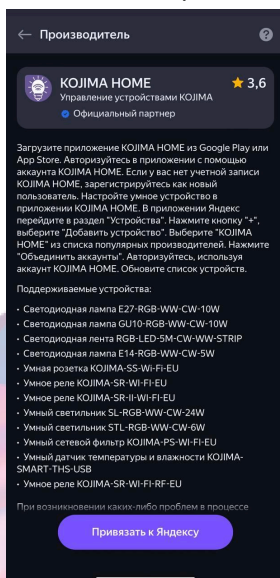 ← Производитель
KOJIMA HOME
3,6
Управление устройствами KOJIMA
Официальный партнер
Загрузите приложение KOJIMA HOME из Google Play или
App Store. Авторизуйтесь в приложении с помощью
аккаунта KOJIMA HOME. Если у вас нет учетной записи
KOJIMA HOME, зарегистрируйтесь как новый
пользователь. Настройте умное устройство в
приложении KOJIMA HOME. В приложении Яндекс
перейдите в раздел "Устройства". Нажмите кнопку "+",
выберите "Добавить устройство". Выберите "KOJIMA
HOME" из списка популярных производителей. Нажмите
"Объединить аккаунты". Авторизуйтесь, используя
аккаунт KOJIMA HOME. Обновите список устройств.
Поддерживаемые устройства:
• Светодиодная лампа E27-RGB-WW-CW-10W
• Светодиодная лампа GU10-RGB-WW-CW-10W
• Светодиодная лента RGB-LED-5M-CW-WW-STRIP
• Светодиодная лампа E14-RGB-WW-CW-5W
• Умная розетка KOJIMA-SS-Wi-Fi-EU
• Умное реле KOJIMA-SR-WI-FI-EU
• Умное реле KOJIMA-SR-II-WI-FI-EU
• Умный светильник SL-RGB-WW-CW-24W
• Умный светильник STL-RGB-WW-CW-6W
• Умный сетевой фильтр KOJIMA-PS-WI-FI-EU
• Умный датчик температуры и влажности KOJIMA-
SMART-THS-USB
• Умное реле KOJIMA-SR-WI-FI-RF-EU
При возникновении каких-либо проблем в процессе
Привязать к Яндексу